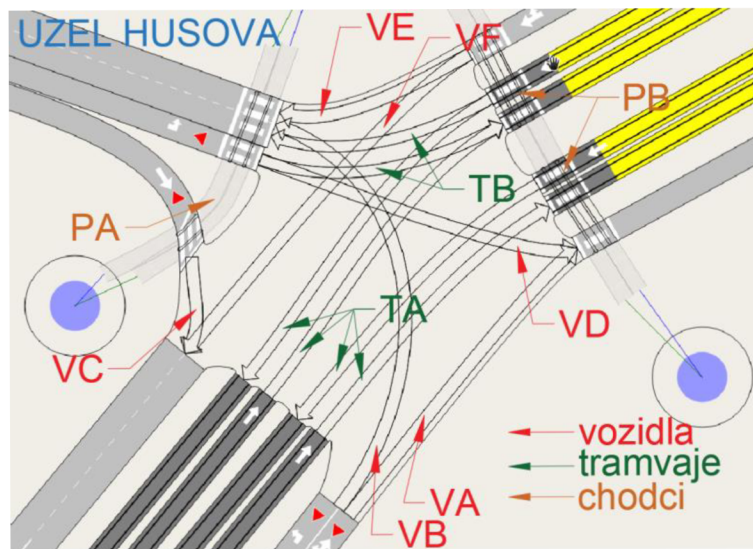 UZEL HUSOVA
VE
VF
PB
TB
PA
TA
VD
VC
VA
VB
vozidla
tramvaje
chodci